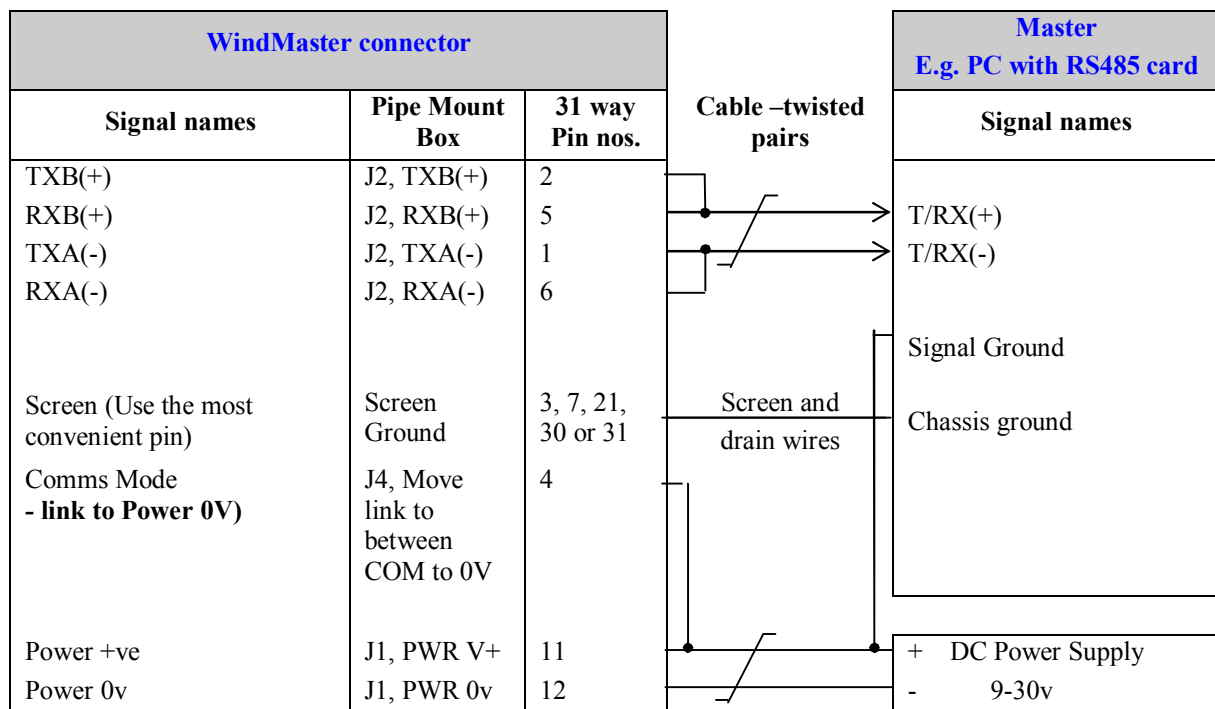 WindMaster connector
Master
E.g. PC with RS485 card
Signal names
Pipe Mount
Box
31 way
Pin nos.
Cable –twisted
pairs
Signal names
TXB(+) J2, TXB(+) 2
RXB(+) J2, RXB(+) 5 T/RX(+)
TXA(-) J2, TXA(-) 1 T/RX(-)
RXA(-) J2, RXA(-) 6
Signal Ground
Screen (Use the most
convenient pin)
Screen
Ground
3, 7, 21,
30 or 31
Screen and
drain wires
Chassis ground
Comms Mode
- link to Power 0V)
J4, Move
link to
between
COM to 0V
4
Power +ve J1, PWR V+ 11 + DC Power Supply
Power 0v J1, PWR 0v 12 - 9-30v